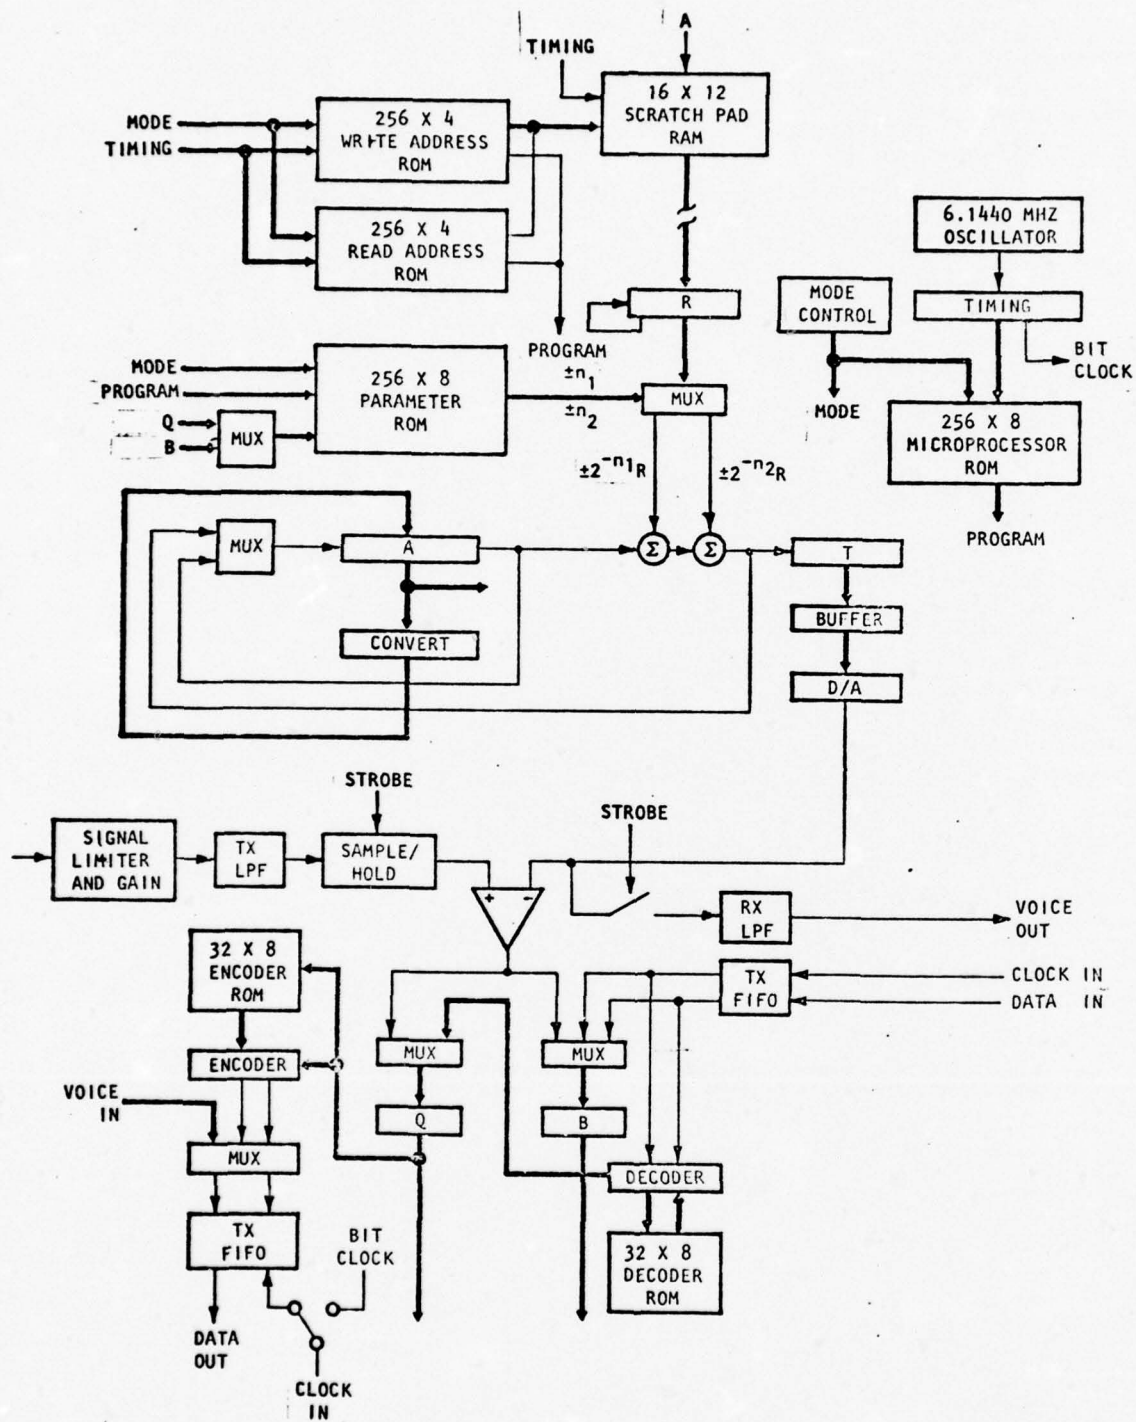 A
TIMING
16 X 12
SCRATCH PAD
RAM
MODE
TIMING
256 X 4
WRITE ADDRESS
ROM
256 X 4
READ ADDRESS
ROM
6.1440 MHZ
OSCILLATOR
R
MODE
CONTROL
TIMING
BIT
CLOCK
PROGRAM
±n1
±n2
MODE
PROGRAM
Q
B
MUX
256 X 8
PARAMETER
ROM
MUX
MODE
256 X 8
MICROPROCESSOR
ROM
PROGRAM
±2^-n1R
±2^-n2R
MUX
A
Σ
Σ
T
CONVERT
BUFFER
D/A
STROBE
STROBE
SIGNAL
LIMITER
AND GAIN
TX
LPF
SAMPLE/
HOLD
+ -
RX
LPF
VOICE
OUT
32 X 8
ENCODER
ROM
TX
FIFO
CLOCK IN
DATA IN
ENCODER
MUX
MUX
VOICE
IN
Q
B
MUX
DECODER
TX
FIFO
BIT
CLOCK
32 X 8
DECODER
ROM
DATA
OUT
CLOCK
IN